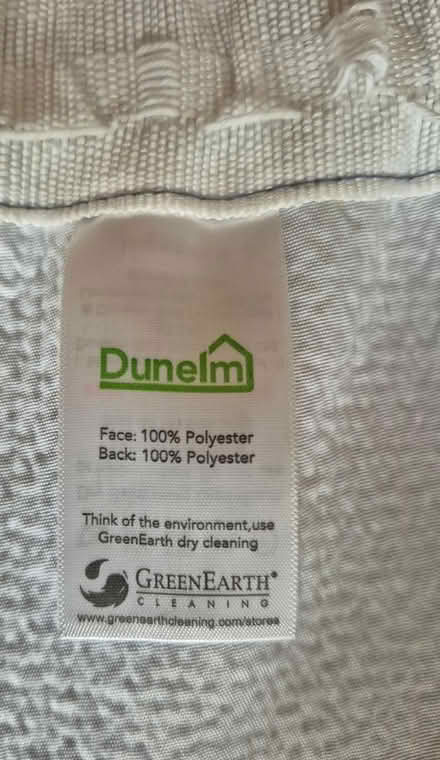 Dunelm
Face: 100% Polyester
Back: 100% Polyester
Think of the environment,use
GreenEarth dry cleaning
GREENEARTH®
CLEANING
www.greenearthcleaning.com/stores